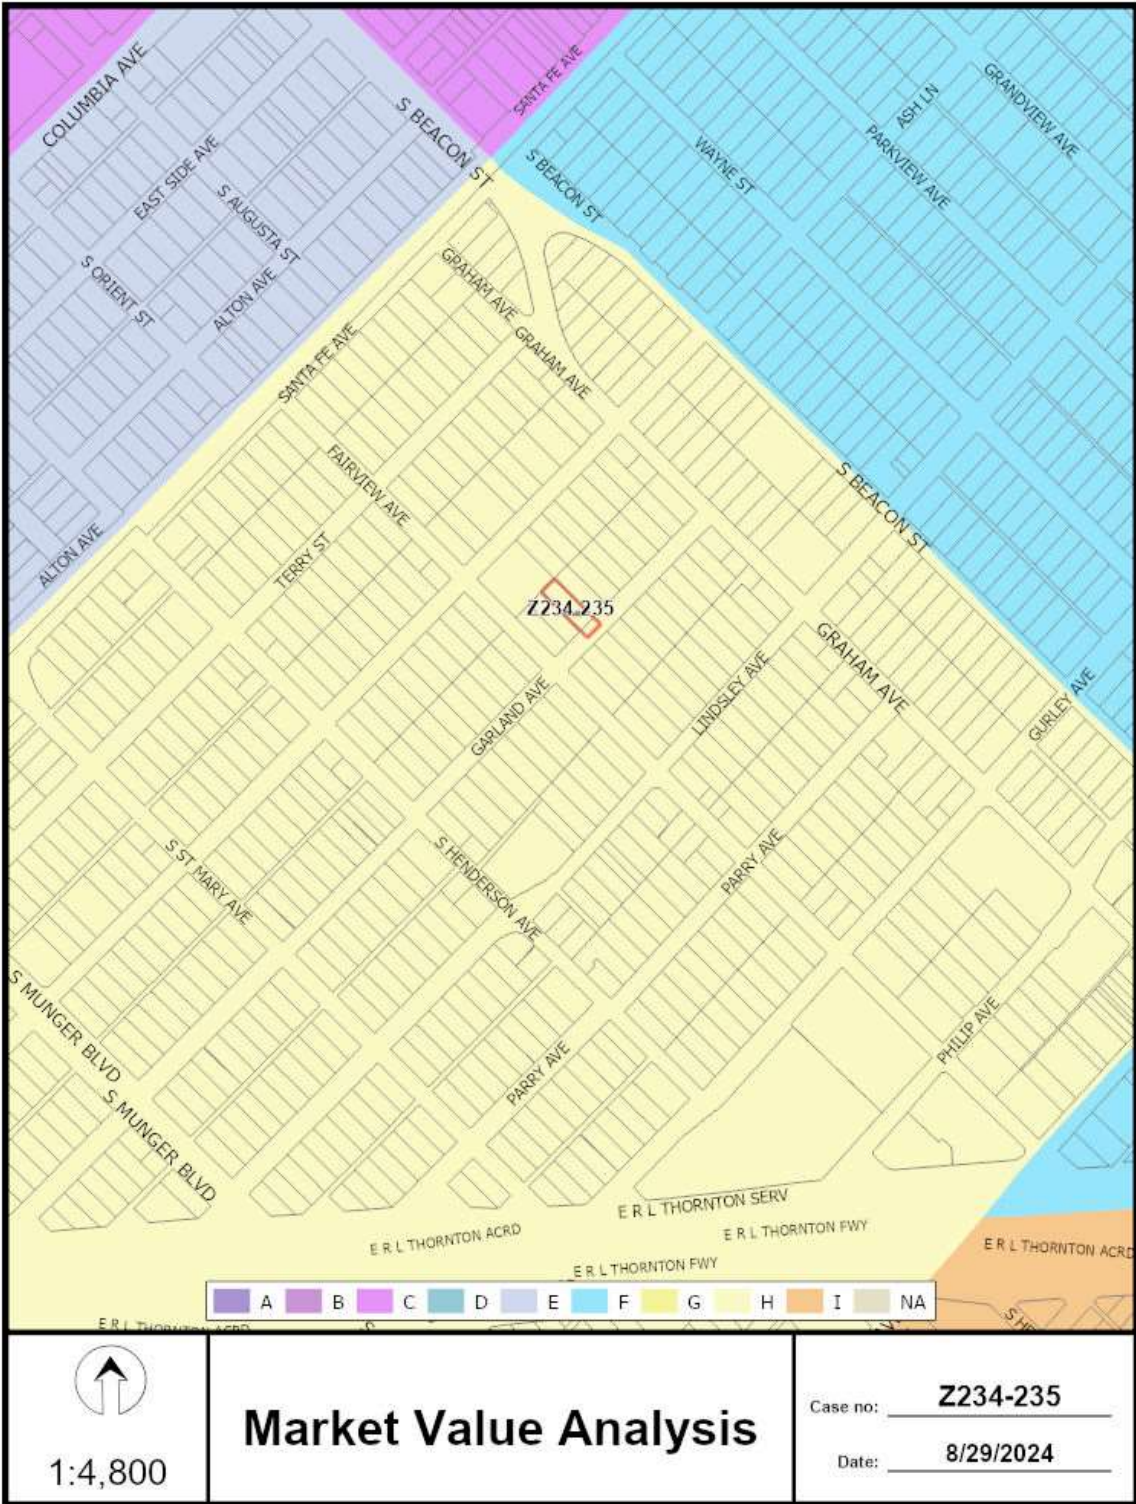 COLUMBIA AVE
SANTA FE AVE
GRANDVIEW AVE
ASH LN
S BEACON ST
PARKVIEW AVE
EAST SIDE AVE
WAYNE ST
S BEACON ST
S AUGUSTA ST
S ORIENT ST
ALTON AVE
GRAHAM AVE
SANTA FE AVE
GRAHAM AVE
FAIRVIEW AVE
S BEACON ST
ALTON AVE
TERRY ST
Z234-235
GRAHAM AVE
LINDSLEY AVE
GARLAND AVE
GURLEY AVE
S ST MARY AVE
S HENDERSON AVE
PARRY AVE
S MUNGER BLVD
PHILIP AVE
PARRY AVE
S MUNGER BLVD
E R L THORNTON SERV
E R L THORNTON ACRD
E R L THORNTON FWY
E R L THORNTON ACRD
E R L THORNTON FWY
A B C D E F G H I NA
E R L THORNTON ACRD
1:4,800
Market Value Analysis
Case no: Z234-235
Date: 8/29/2024